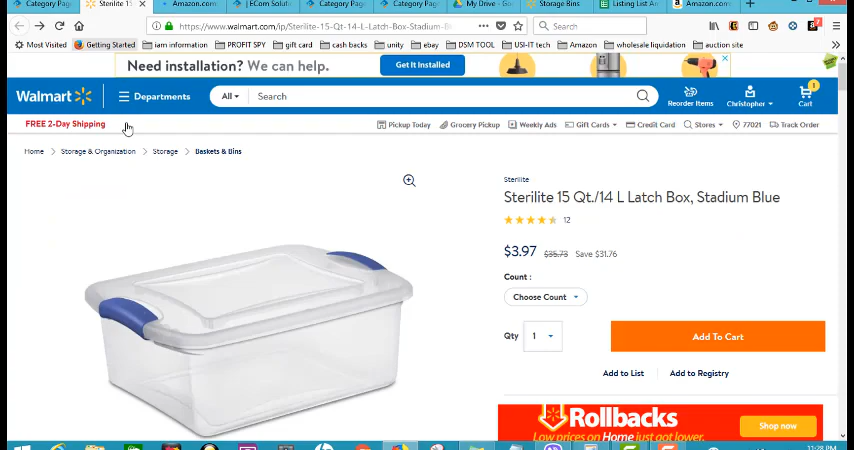 Category Page
Sterilite 15
Amazon.com
ECom Soluti
Category Page
Category Page
My Drive - Goo
Storage Bins
Listing List Ar
Amazon.com
https://www.walmart.com/ip/Sterilite-15-Qt-14-L-Latch-Box-Stadium-B
Search
Most Visited
Getting Started
iam information
PROFIT SPY
gift card
cash backs
unity
ebay
DSM TOOL
USI-IT tech
Amazon
wholesale liquidation
auction site
Need installation? We can help.
Get It Installed
Walmart
Departments
All
Search
Reorder Items
Christopher
1
Cart
FREE 2-Day Shipping
Pickup Today
Grocery Pickup
Weekly Ads
Gift Cards
Credit Card
Stores
77021
Track Order
Home > Storage & Organization > Storage > Baskets & Bins
Sterilite
Sterilite 15 Qt./14 L Latch Box, Stadium Blue
12
$3.97 $35.73 Save $31.76
Count :
Choose Count
Qty 1
Add To Cart
Add to List
Add to Registry
Rollbacks
Low prices on Home just got lower.
Shop now
11:28 PM